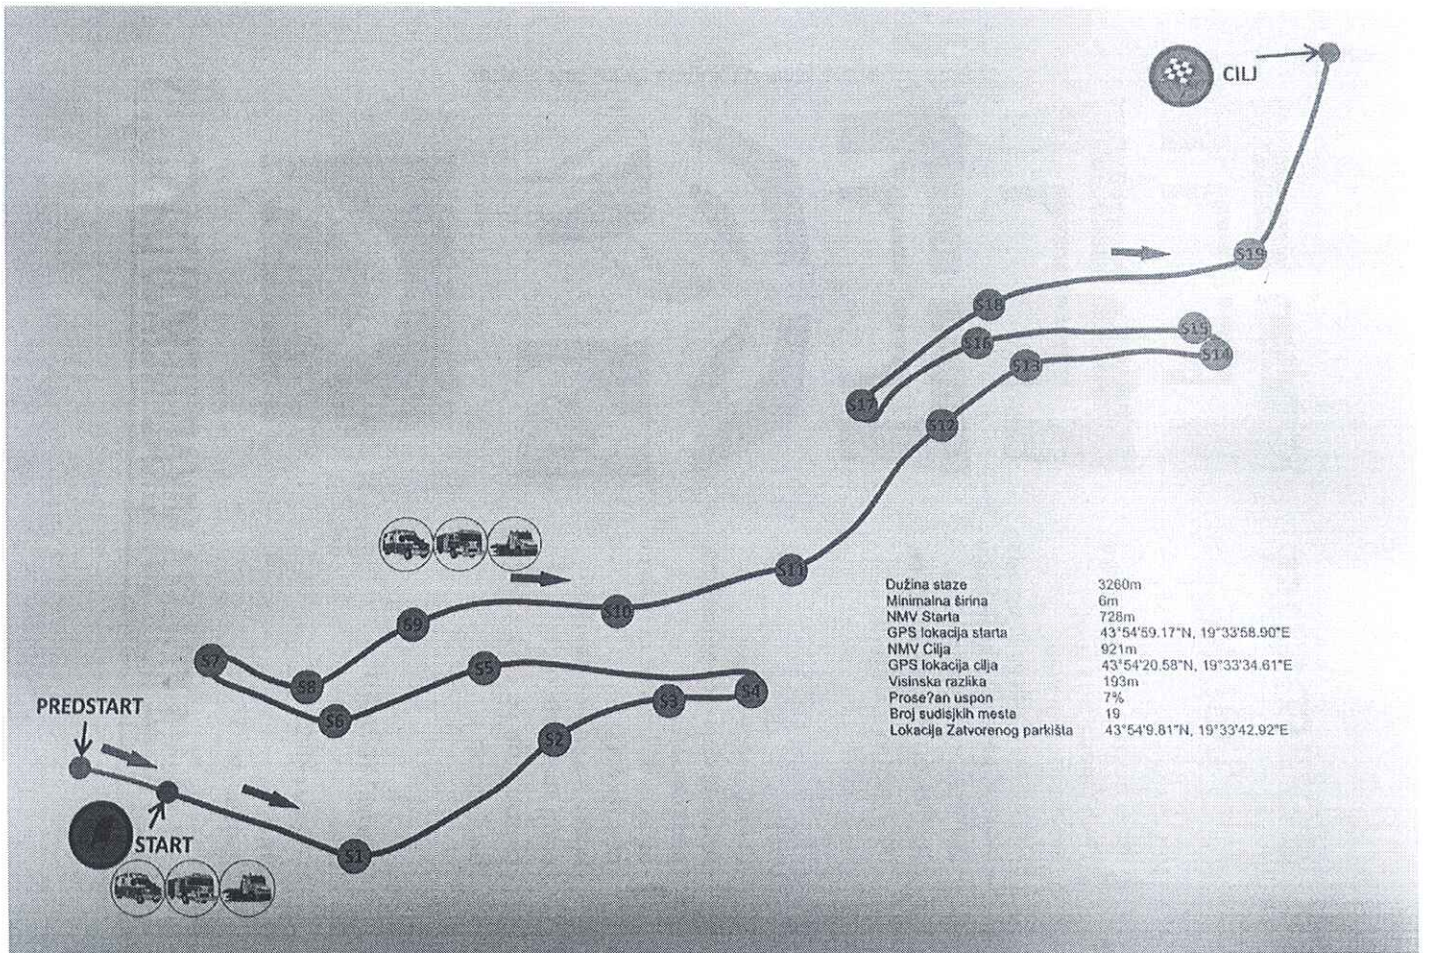 CILJ
S19
S18
S15
S16
S14
S13
S17
S12
S11
S10
S9
S7
S5
S8
S4
S3
S6
S2
PREDSTART
START
S1
Dužina staze 3260m
Minimalna širina 6m
NMV Starta 728m
GPS lokacija starta 43°54'59.17"N, 19°33'58.90"E
NMV Cilja 921m
GPS lokacija cilja 43°54'20.58"N, 19°33'34.61"E
Visinska razlika 193m
Prose?an uspon 7%
Broj sudisjkih mesta 19
Lokacija Zatvorenog parkišta 43°54'9.81"N, 19°33'42.92"E